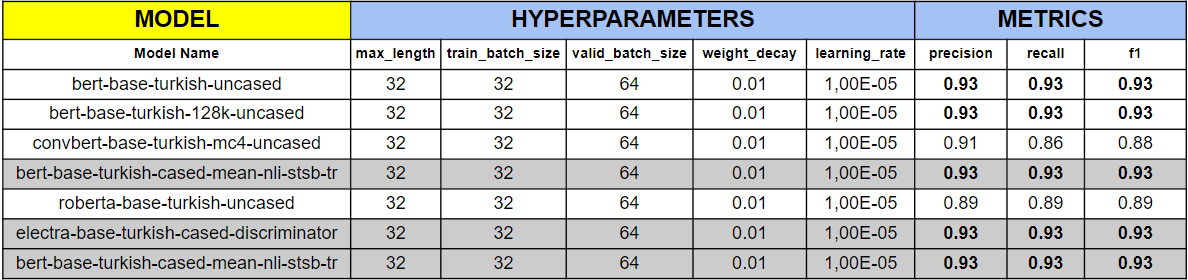 MODEL HYPERPARAMETERS METRICS
Model Name max_length train_batch_size valid_batch_size weight_decay learning_rate precision recall f1
bert-base-turkish-uncased 32 32 64 0.01 1,00E-05 0.93 0.93 0.93
bert-base-turkish-128k-uncased 32 32 64 0.01 1,00E-05 0.93 0.93 0.93
convbert-base-turkish-mc4-uncased 32 32 64 0.01 1,00E-05 0.91 0.86 0.88
bert-base-turkish-cased-mean-nli-stsb-tr 32 32 64 0.01 1,00E-05 0.93 0.93 0.93
roberta-base-turkish-uncased 32 32 64 0.01 1,00E-05 0.89 0.89 0.89
electra-base-turkish-cased-discriminator 32 32 64 0.01 1,00E-05 0.93 0.93 0.93
bert-base-turkish-cased-mean-nli-stsb-tr 32 32 64 0.01 1,00E-05 0.93 0.93 0.93